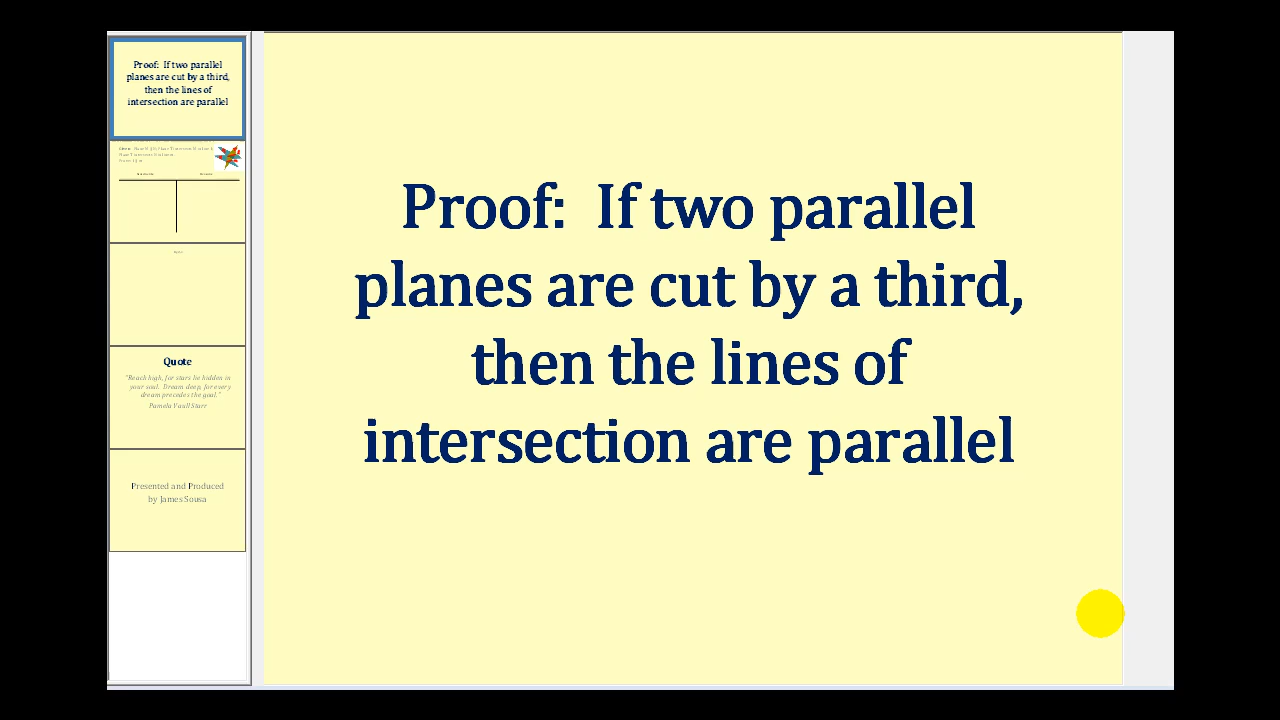 Proof: If two parallel
planes are cut by a third,
then the lines of
intersection are parallel
Quote
"Reach high, for stars lie hidden in
your soul. Dream deep, for every
dream precedes the goal."
Pamela Vaull Starr
Presented and Produced
by James Sousa
Proof: If two parallel
planes are cut by a third,
then the lines of
intersection are parallel